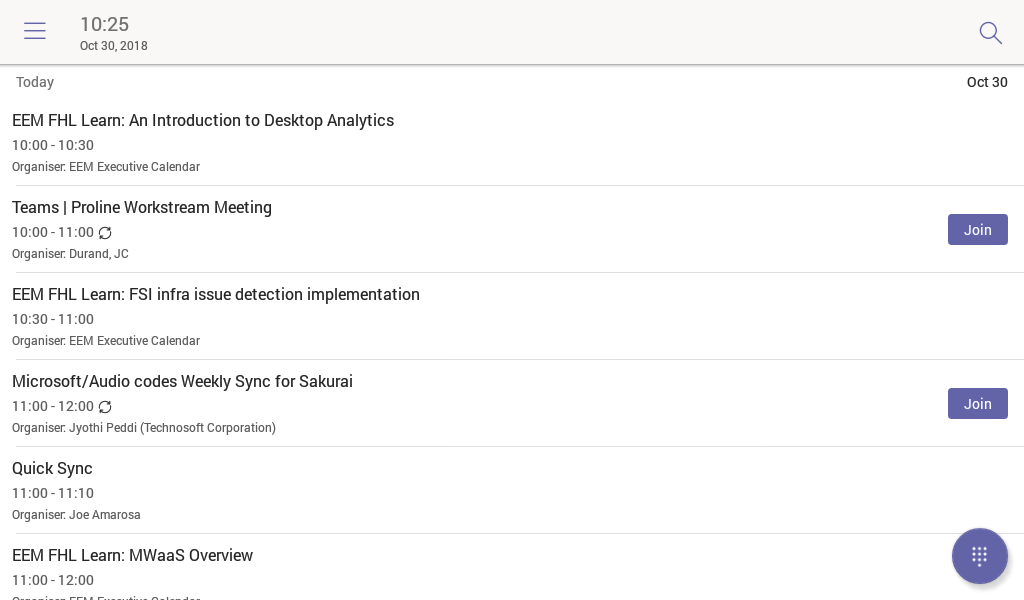 10:25
Oct 30, 2018
Today
Oct 30
EEM FHL Learn: An Introduction to Desktop Analytics
10:00 - 10:30
Organiser: EEM Executive Calendar
Teams | Proline Workstream Meeting
10:00 - 11:00
Organiser: Durand, JC
Join
EEM FHL Learn: FSI infra issue detection implementation
10:30 - 11:00
Organiser: EEM Executive Calendar
Microsoft/Audio codes Weekly Sync for Sakurai
11:00 - 12:00
Organiser: Jyothi Peddi (Technosoft Corporation)
Join
Quick Sync
11:00 - 11:10
Organiser: Joe Amarosa
EEM FHL Learn: MWaaS Overview
11:00 - 12:00
Organiser: EEM Executive Calendar